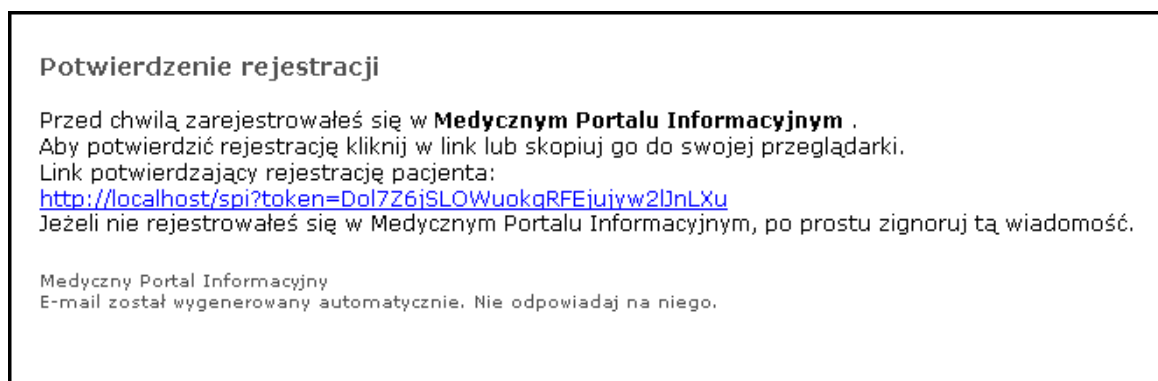 Potwierdzenie rejestracji
Przed chwilą zarejestrowałeś się w Medycznym Portalu Informacyjnym .
Aby potwierdzić rejestrację kliknij w link lub skopiuj go do swojej przeglądarki.
Link potwierdzający rejestrację pacjenta:
http://localhost/spi?token=Dol7Z6jSLOWuokqRFEjujyw2lJnLXu
Jeżeli nie rejestrowałeś się w Medycznym Portalu Informacyjnym, po prostu zignoruj tą wiadomość.
Medyczny Portal Informacyjny
E-mail został wygenerowany automatycznie. Nie odpowiadaj na niego.